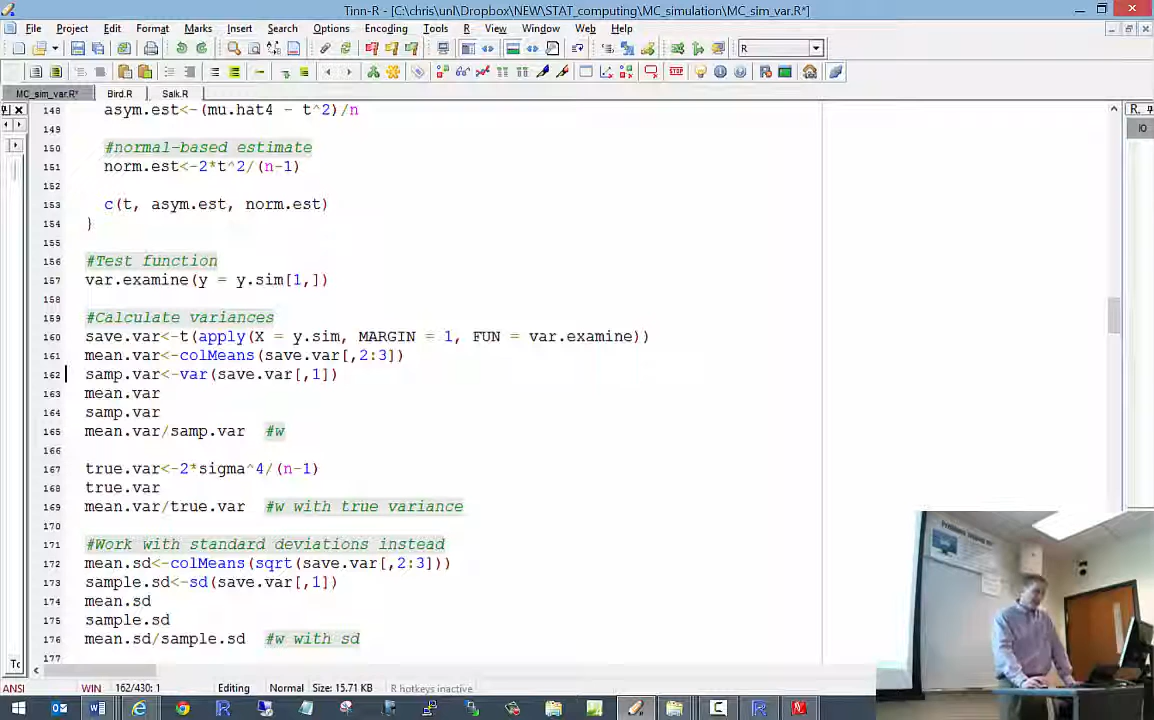 Tinn-R - [C:\chris\unl\Dropbox\NEW\STAT_computing\MC_simulation\MC_sim_var.R*]
File Project Edit Format Marks Insert Search Options Encoding Tools R View Window Web Help
R
MC_sim_var.R* Bird.R Salk.R
R.
IO
148 asym.est<-(mu.hat4 - t^2)/n
149
150 #normal-based estimate
151 norm.est<-2*t^2/(n-1)
152
153 c(t, asym.est, norm.est)
154 }
155
156 #Test function
157 var.examine(y = y.sim[1,])
158
159 #Calculate variances
160 save.var<-t(apply(X = y.sim, MARGIN = 1, FUN = var.examine))
161 mean.var<-colMeans(save.var[,2:3])
162 samp.var<-var(save.var[,1])
163 mean.var
164 samp.var
165 mean.var/samp.var #w
166
167 true.var<-2*sigma^4/(n-1)
168 true.var
169 mean.var/true.var #w with true variance
170
171 #Work with standard deviations instead
172 mean.sd<-colMeans(sqrt(save.var[,2:3]))
173 sample.sd<-sd(save.var[,1])
174 mean.sd
175 sample.sd
176 mean.sd/sample.sd #w with sd
177
To
ANSI WIN 162/430: 1 Editing Normal Size: 15.71 KB R hotkeys inactive